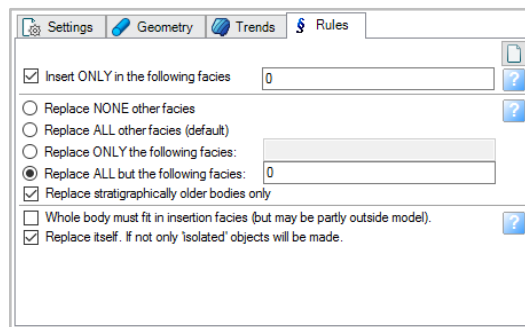 Settings Geometry Trends § Rules
Insert ONLY in the following facies 0
?
Replace NONE other facies
?
Replace ALL other facies (default)
Replace ONLY the following facies:
Replace ALL but the following facies: 0
Replace stratigraphically older bodies only
Whole body must fit in insertion facies (but may be partly outside model).
?
Replace itself. If not only 'isolated' objects will be made.